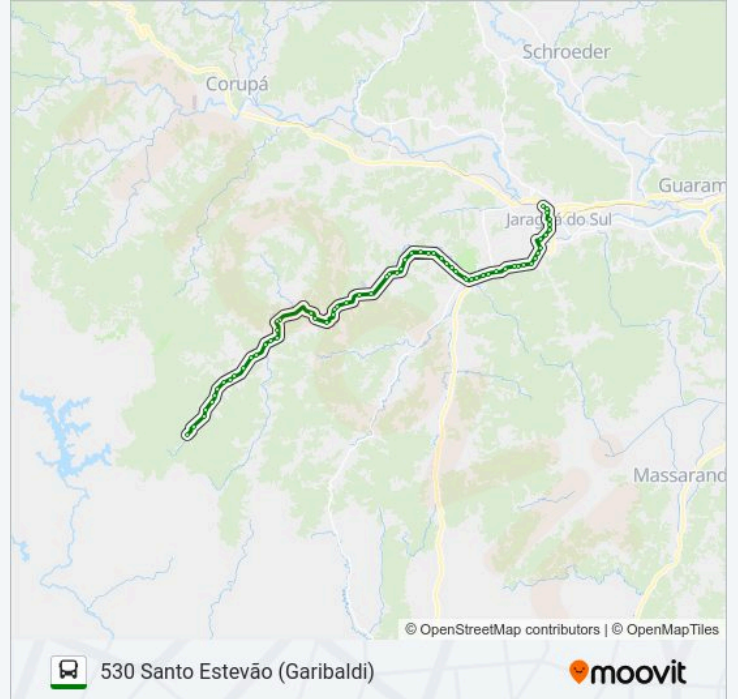 Schroeder
Corupá
Guaram
Jaraguá do Sul
Massarand
© OpenStreetMap contributors | © OpenMapTiles
530 Santo Estevão (Garibaldi)
moovit